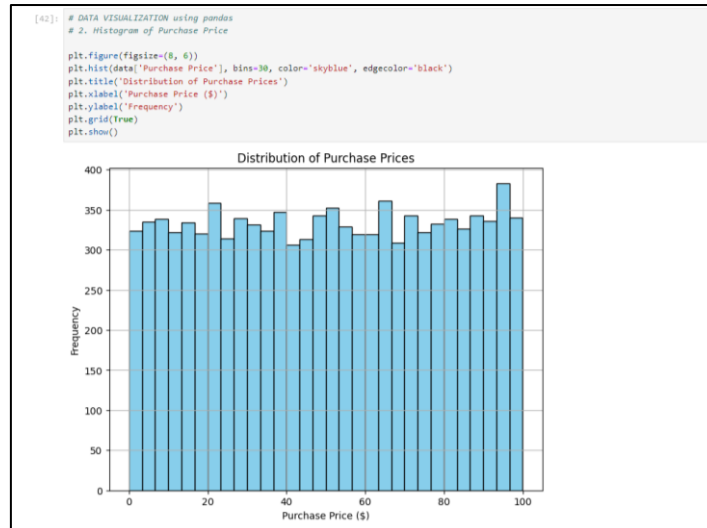 [42]: # DATA VISUALIZATION using pandas
# 2. Histogram of Purchase Price
plt.figure(figsize=(8, 6))
plt.hist(data['Purchase Price'], bins=30, color='skyblue', edgecolor='black')
plt.title('Distribution of Purchase Prices')
plt.xlabel('Purchase Price ($)')
plt.ylabel('Frequency')
plt.grid(True)
plt.show()
Distribution of Purchase Prices
400
350
300
250
200
150
100
50
0
Frequency
0 20 40 60 80 100
Purchase Price ($)